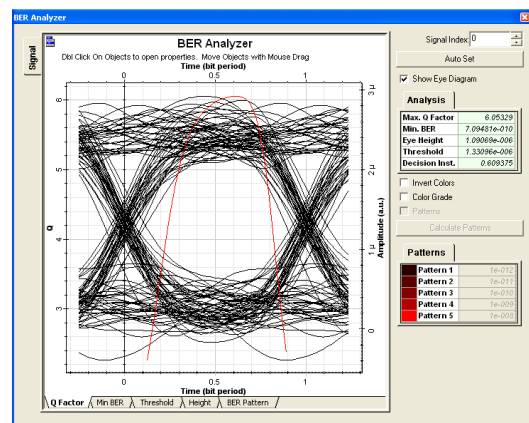 BER Analyzer
Signal
BER Analyzer
Dbl Click On Objects to open properties. Move Objects with Mouse Drag
Time (bit period)
0 0.5 1
Q
6
5
4
3
Amplitude (a.u.)
3 µ
2 µ
1 µ
0
0 0.5 1
Time (bit period)
Q Factor Min BER Threshold Height BER Pattern
Signal Index: 0
Auto Set
Show Eye Diagram
Analysis
Max. Q Factor 6.05329
Min. BER 7.09481e-010
Eye Height 1.09069e-006
Threshold 1.33096e-006
Decision Inst. 0.609375
Invert Colors
Color Grade
Patterns
Calculate Patterns
Patterns
Pattern 1 1e-012
Pattern 2 1e-011
Pattern 3 1e-010
Pattern 4 1e-009
Pattern 5 1e-008